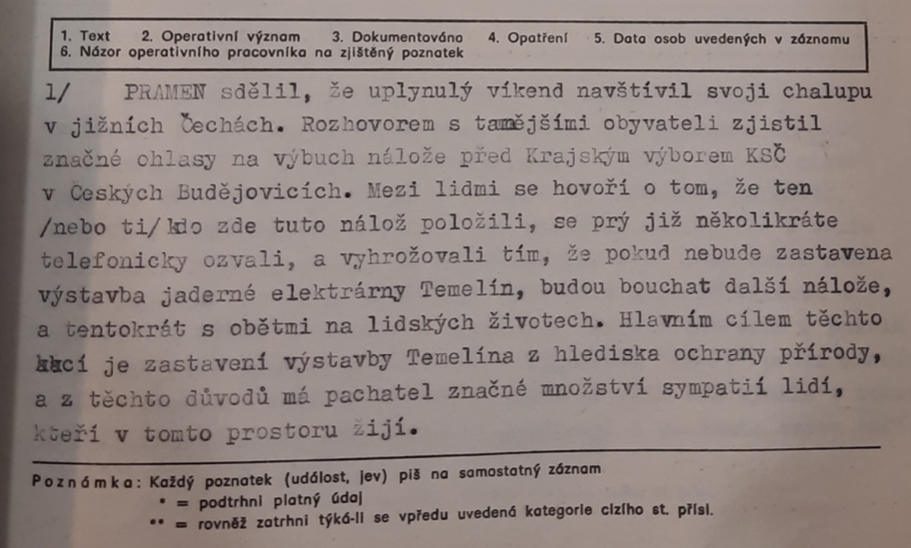 1. Text 2. Operativní význam 3. Dokumentována 4. Opatření 5. Data osob uvedených v záznamu
6. Názor operativního pracovníka na zjištěný poznatek
1/ PRAMEN sdělil, že uplynulý víkend navštívil svoji chalupu
v jižních Čechách. Rozhovorem s tamějšími obyvateli zjistil
značné ohlasy na výbuch nálože před Krajským výborem KSČ
v Českých Budějovicích. Mezi lidmi se hovoří o tom, že ten
/nebo ti/ kdo zde tuto nálož položili, se prý již několikráte
telefonicky ozvali, a vyhrožovali tím, že pokud nebude zastavena
výstavba jaderné elektrárny Temelín, budou bouchat další nálože,
a tentokrát s obětmi na lidských životech. Hlavním cílem těchto
akcí je zastavení výstavby Temelína z hlediska ochrany přírody,
a z těchto důvodů má pachatel značné množství sympatií lidí,
kteří v tomto prostoru žijí.
Poznámka: Každý poznatek (událost, jev) piš na samostatný záznam
* = podtrhni platný údaj
** = rovněž zatrhni týká-li se vpředu uvedená kategorie cizího st. přísl.